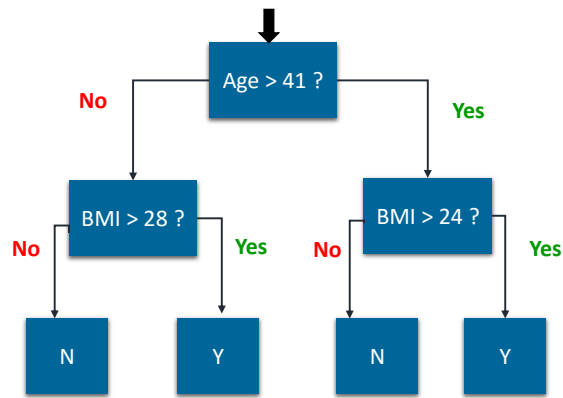 Age > 41 ?
No
Yes
BMI > 28 ?
BMI > 24 ?
No
Yes
No
Yes
N
Y
N
Y